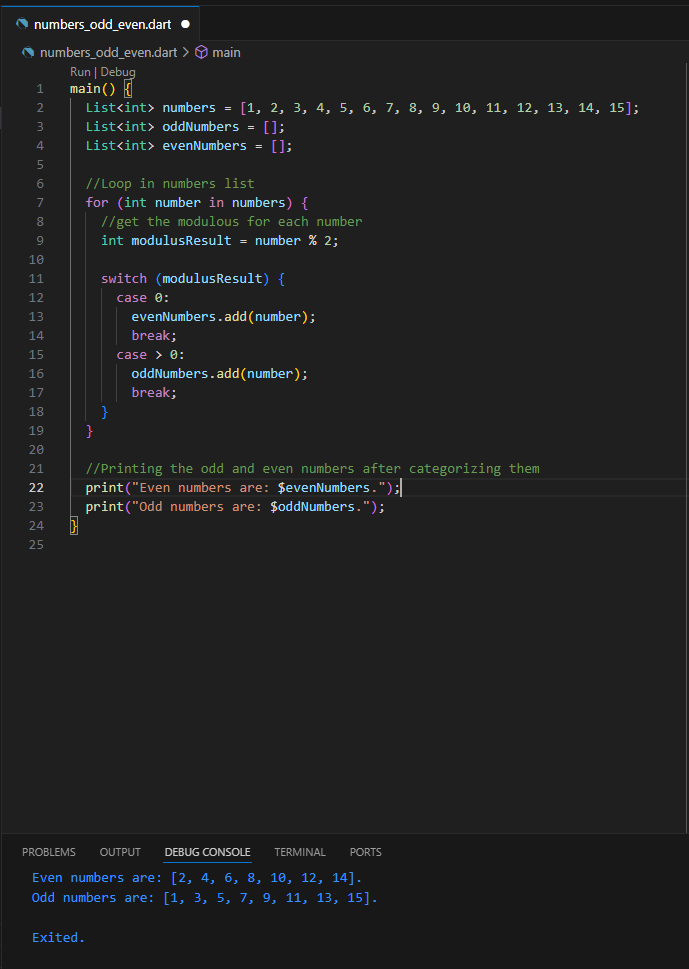 numbers_odd_even.dart
numbers_odd_even.dart > main
Run | Debug
1 main() {
2 List<int> numbers = [1, 2, 3, 4, 5, 6, 7, 8, 9, 10, 11, 12, 13, 14, 15];
3 List<int> oddNumbers = [];
4 List<int> evenNumbers = [];
5
6 //Loop in numbers list
7 for (int number in numbers) {
8 //get the modulous for each number
9 int modulusResult = number % 2;
10
11 switch (modulusResult) {
12 case 0:
13 evenNumbers.add(number);
14 break;
15 case > 0:
16 oddNumbers.add(number);
17 break;
18 }
19 }
20
21 //Printing the odd and even numbers after categorizing them
22 print("Even numbers are: $evenNumbers.");
23 print("Odd numbers are: $oddNumbers.");
24 }
25
PROBLEMS OUTPUT DEBUG CONSOLE TERMINAL PORTS
Even numbers are: [2, 4, 6, 8, 10, 12, 14].
Odd numbers are: [1, 3, 5, 7, 9, 11, 13, 15].
Exited.